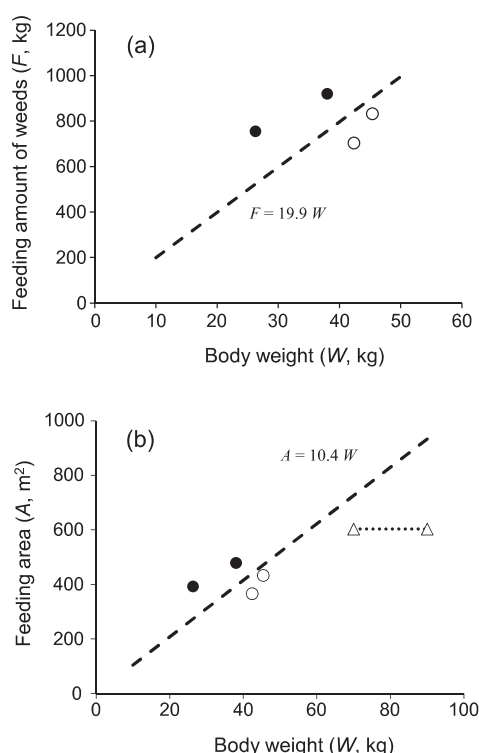 (a)
Feeding amount of weeds (F, kg)
1200
1000
800
600
400
200
0
F = 19.9 W
0 10 20 30 40 50 60
Body weight (W, kg)
(b)
Feeding area (A, m²)
1000
800
600
400
200
0
A = 10.4 W
0 20 40 60 80 100
Body weight (W, kg)